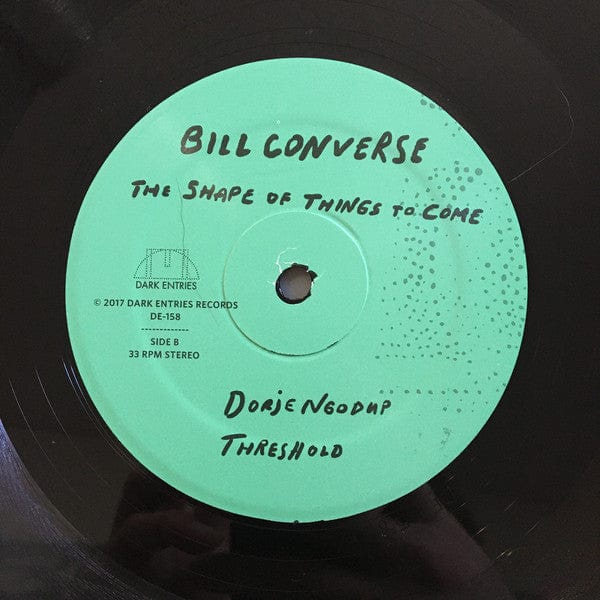 BILL CONVERSE
THE SHAPE OF THINGS TO COME
DARK ENTRIES
© 2017 DARK ENTRIES RECORDS
DE-158
SIDE B
33 RPM STEREO
DORJE NGODUP
THRESHOLD